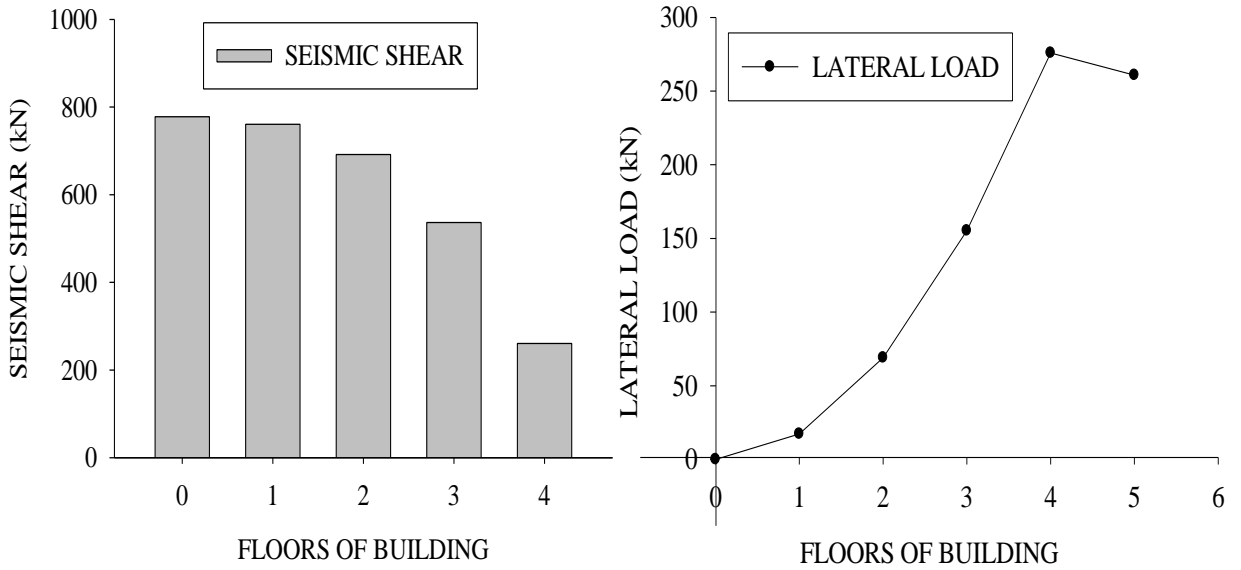 SEISMIC SHEAR (kN)
1000
800
600
400
200
0
SEISMIC SHEAR
0 1 2 3 4
FLOORS OF BUILDING
LATERAL LOAD (kN)
300
250
200
150
100
50
0
LATERAL LOAD
0 1 2 3 4 5 6
FLOORS OF BUILDING